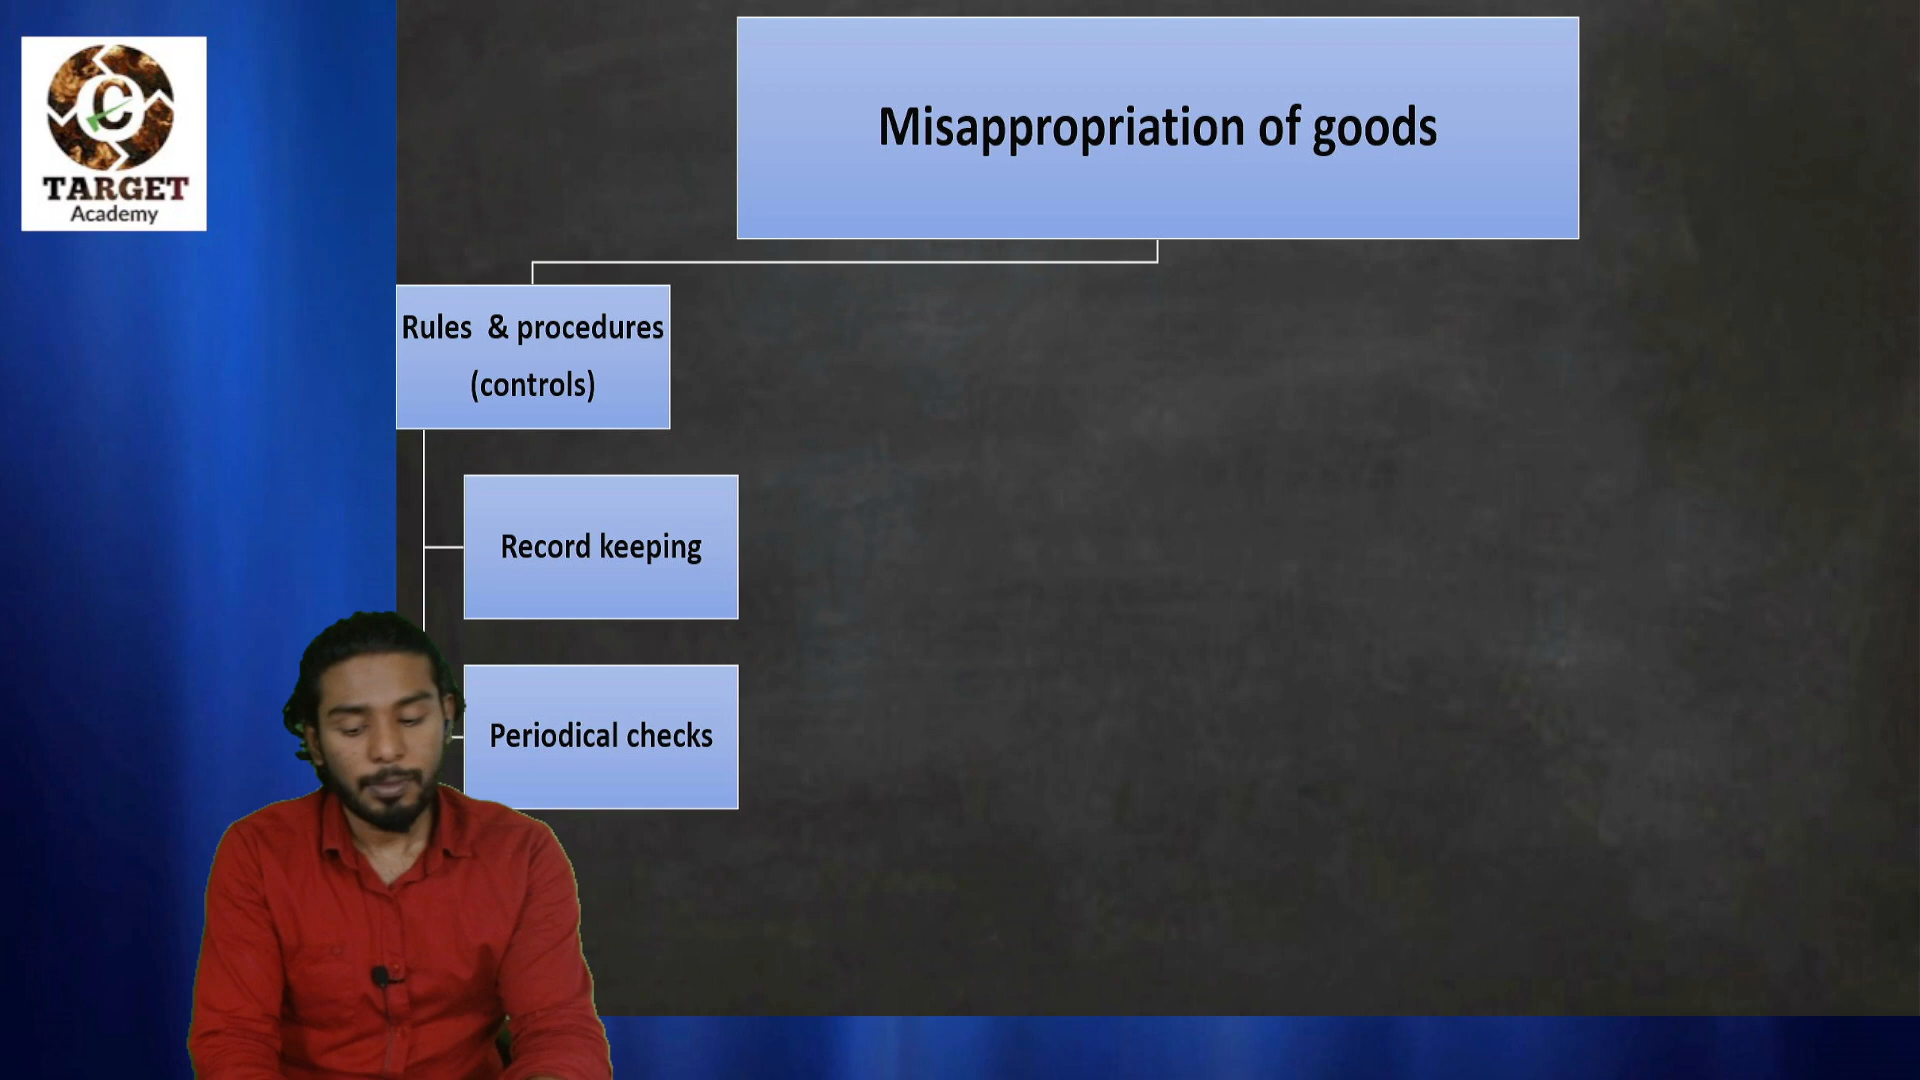 TARGET
Academy
Misappropriation of goods
Rules & procedures
(controls)
Record keeping
Periodical checks